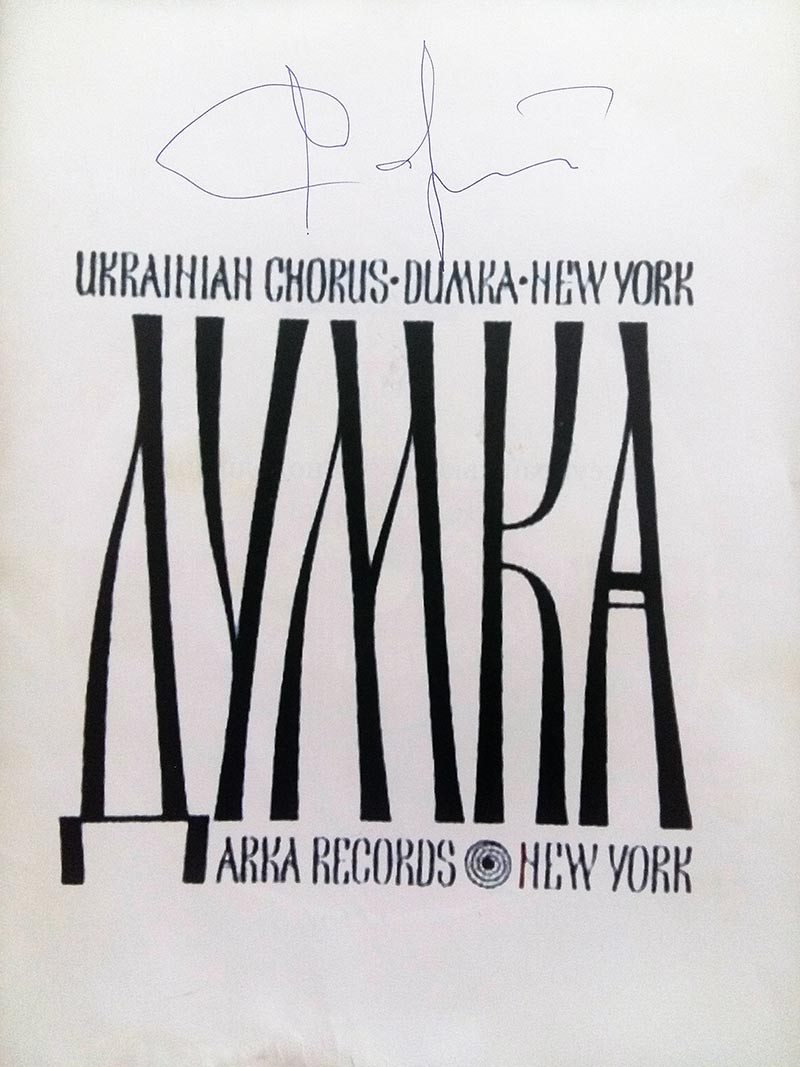 UKRAINIAN CHORUS·DUMKA·NEW YORK
ДУМКА
ARKA RECORDS NEW YORK